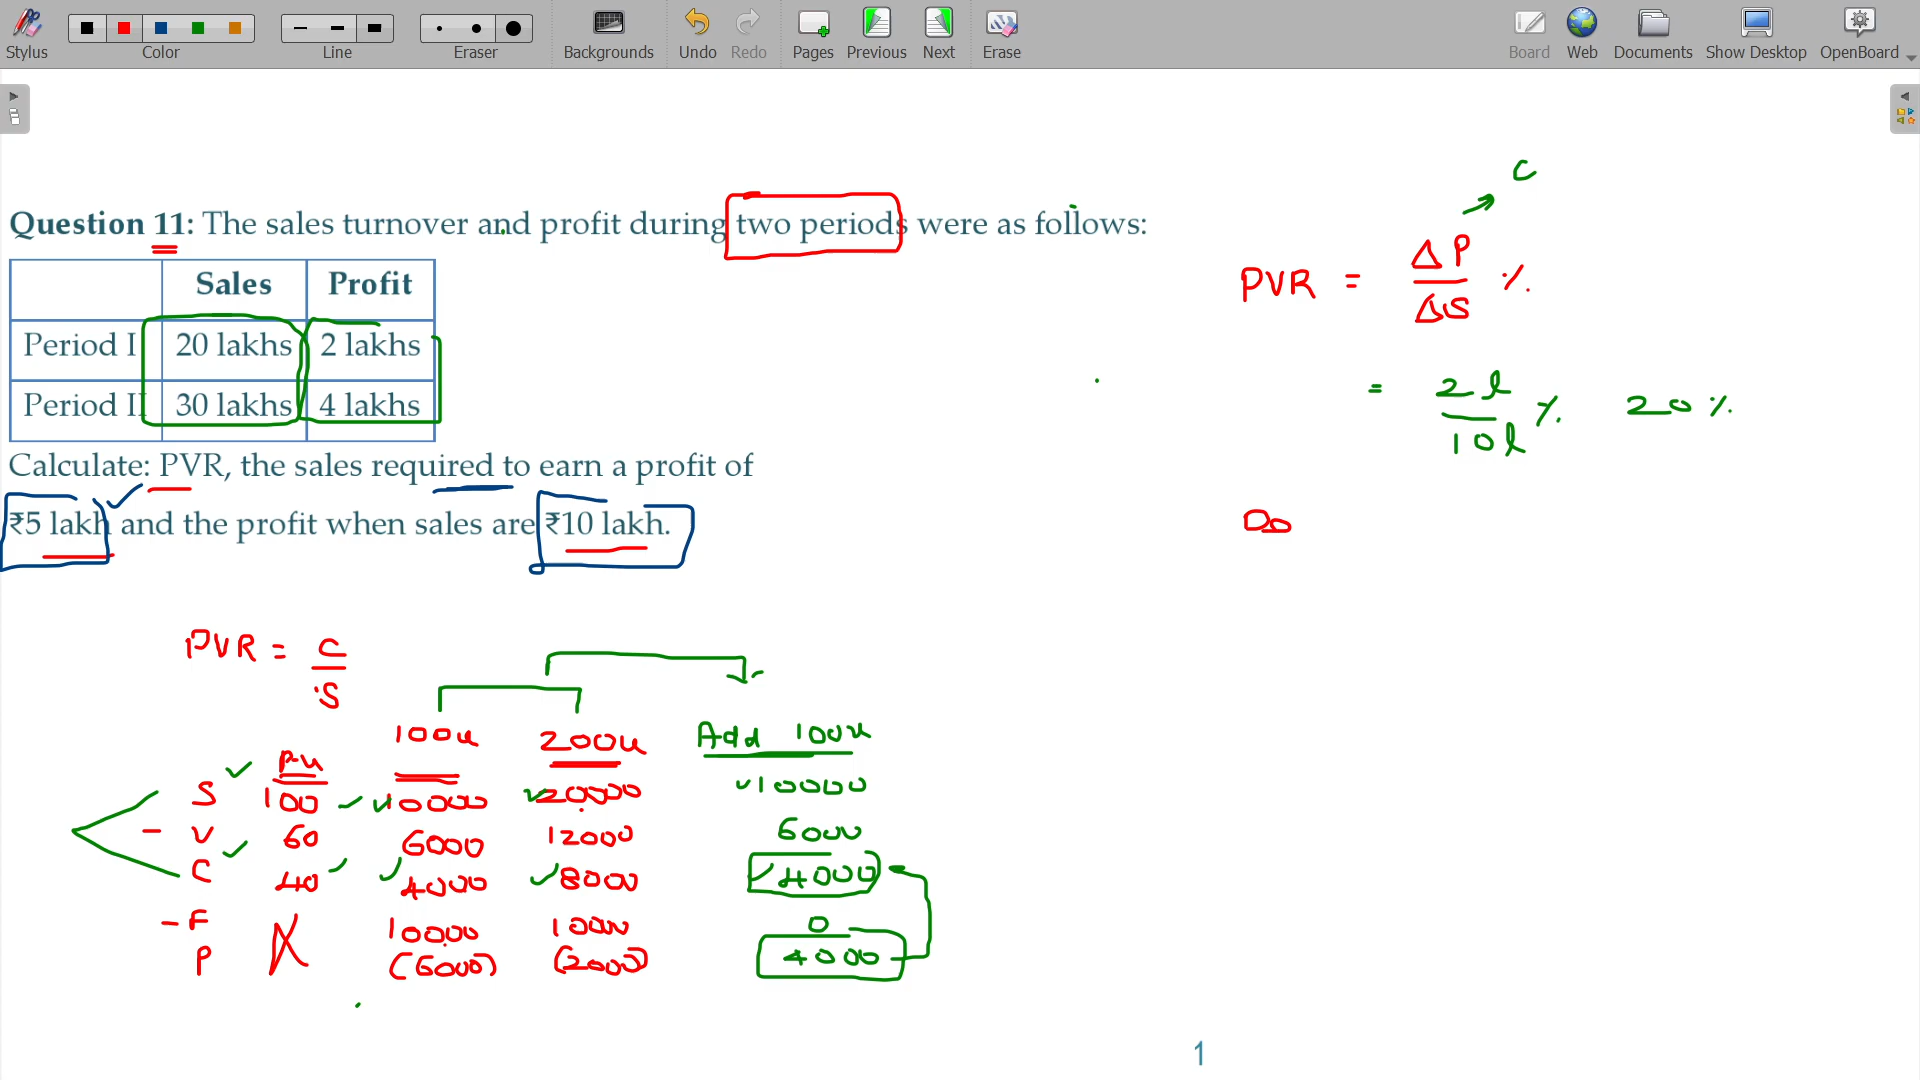 Stylus Color Line Eraser Backgrounds Undo Redo Pages Previous Next Erase Board Web Documents Show Desktop OpenBoard
Question 11: The sales turnover and profit during two periods were as follows:
Sales Profit
Period I 20 lakhs 2 lakhs
Period II 30 lakhs 4 lakhs
Calculate: PVR, the sales required to earn a profit of
₹5 lakh and the profit when sales are ₹10 lakh.
C
PVR = ΔP / ΔS %
= 2l / 10l % 20%
PVR = C / S
PU 100u 200u Add 100u
S 100 10000 20000 10000
- V 60 6000 12000 6000
C 40 4000 8000 4000
- F 10000 0
P (6000) (2000) 4000
1